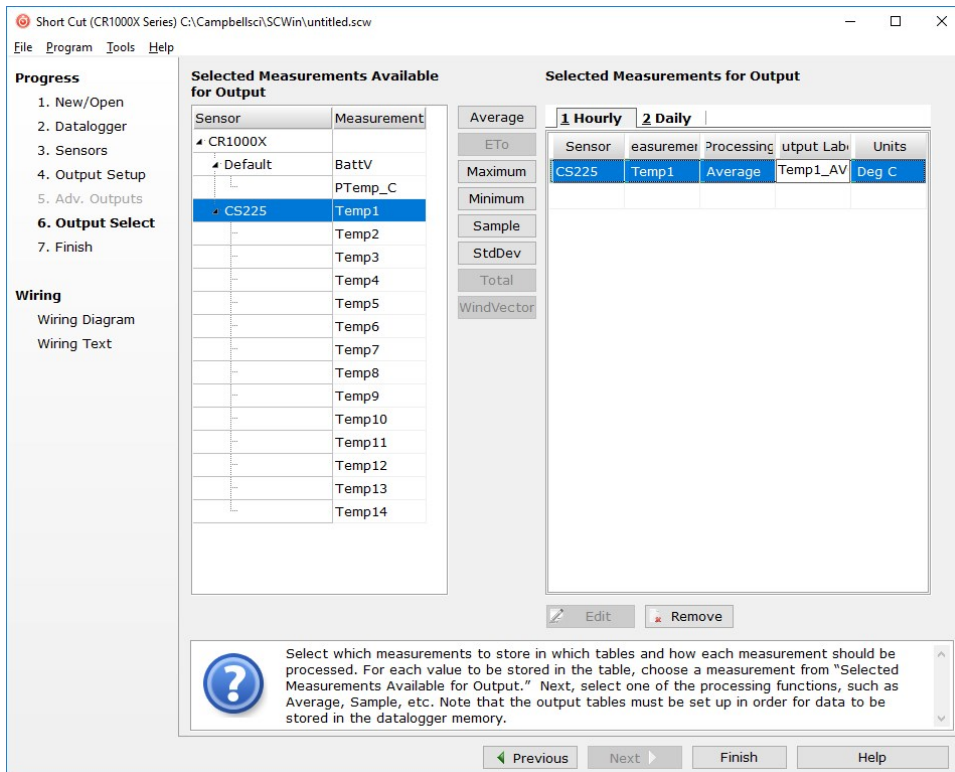 Short Cut (CR1000X Series) C:\Campbellsci\SCWin\untitled.scw
File Program Tools Help
Progress
1. New/Open
2. Datalogger
3. Sensors
4. Output Setup
5. Adv. Outputs
6. Output Select
7. Finish
Wiring
Wiring Diagram
Wiring Text
Selected Measurements Available
for Output
Sensor Measurement
CR1000X
Default BattV
PTemp_C
CS225 Temp1
Temp2
Temp3
Temp4
Temp5
Temp6
Temp7
Temp8
Temp9
Temp10
Temp11
Temp12
Temp13
Temp14
Average
ETo
Maximum
Minimum
Sample
StdDev
Total
WindVector
Selected Measurements for Output
1 Hourly 2 Daily
Sensor easuremer Processing utput Lab Units
CS225 Temp1 Average Temp1_AV Deg C
Edit Remove
Select which measurements to store in which tables and how each measurement should be
processed. For each value to be stored in the table, choose a measurement from “Selected
Measurements Available for Output.” Next, select one of the processing functions, such as
Average, Sample, etc. Note that the output tables must be set up in order for data to be
stored in the datalogger memory.
Previous Next Finish Help